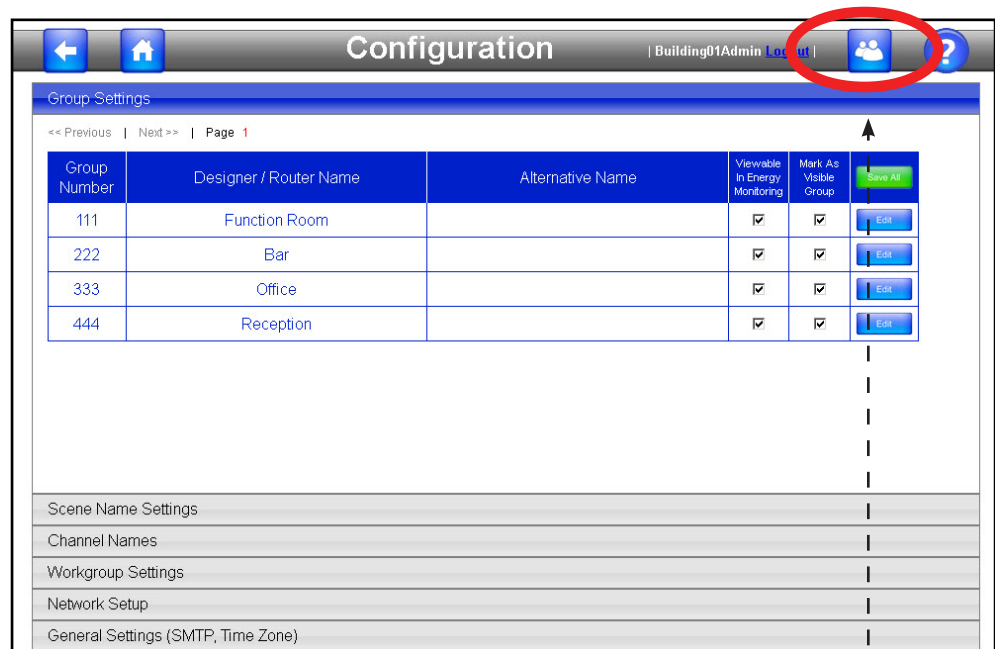 Configuration | Building01Admin Logout | ?
Group Settings
<< Previous | Next >> | Page 1
Group Number Designer / Router Name Alternative Name Viewable In Energy Monitoring Mark As Visible Group Save All
111 Function Room Edit
222 Bar Edit
333 Office Edit
444 Reception Edit
Scene Name Settings
Channel Names
Workgroup Settings
Network Setup
General Settings (SMTP, Time Zone)